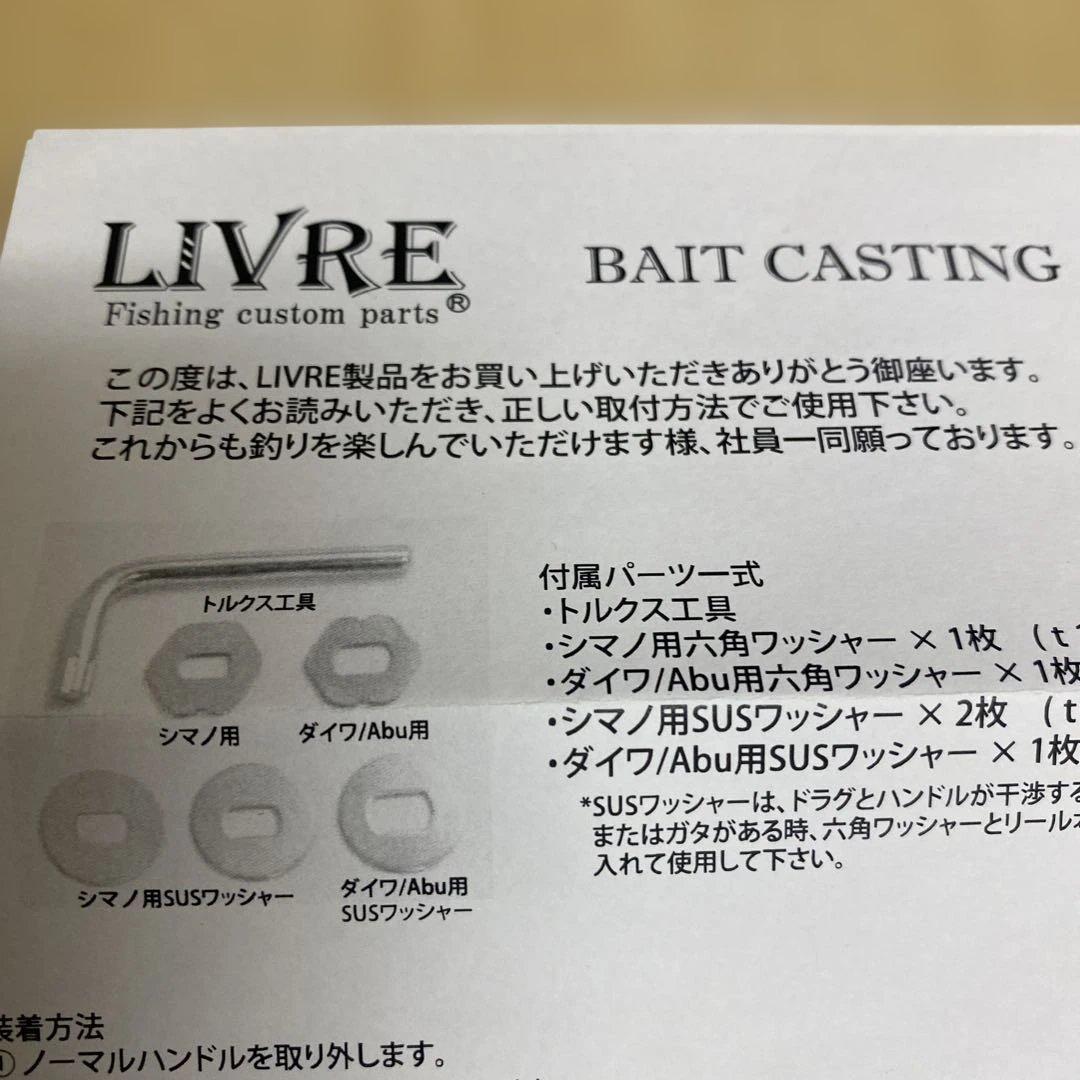 LIVRE
Fishing custom parts®
BAIT CASTING
この度は、LIVRE製品をお買い上げいただきありがとう御座います。
下記をよくお読みいただき、正しい取付方法でご使用下さい。
これからも釣りを楽しんでいただけます様、社員一同願っております。
トルクス工具
シマノ用
ダイワ/Abu用
シマノ用SUSワッシャー
ダイワ/Abu用
SUSワッシャー
付属パーツ一式
・トルクス工具
・シマノ用六角ワッシャー × 1枚 (t
・ダイワ/Abu用六角ワッシャー × 1枚
・シマノ用SUSワッシャー × 2枚 (t
・ダイワ/Abu用SUSワッシャー × 1枚
*SUSワッシャーは、ドラグとハンドルが干渉する
またはガタがある時、六角ワッシャーとリール
入れて使用して下さい。
装着方法
① ノーマルハンドルを取り外します。